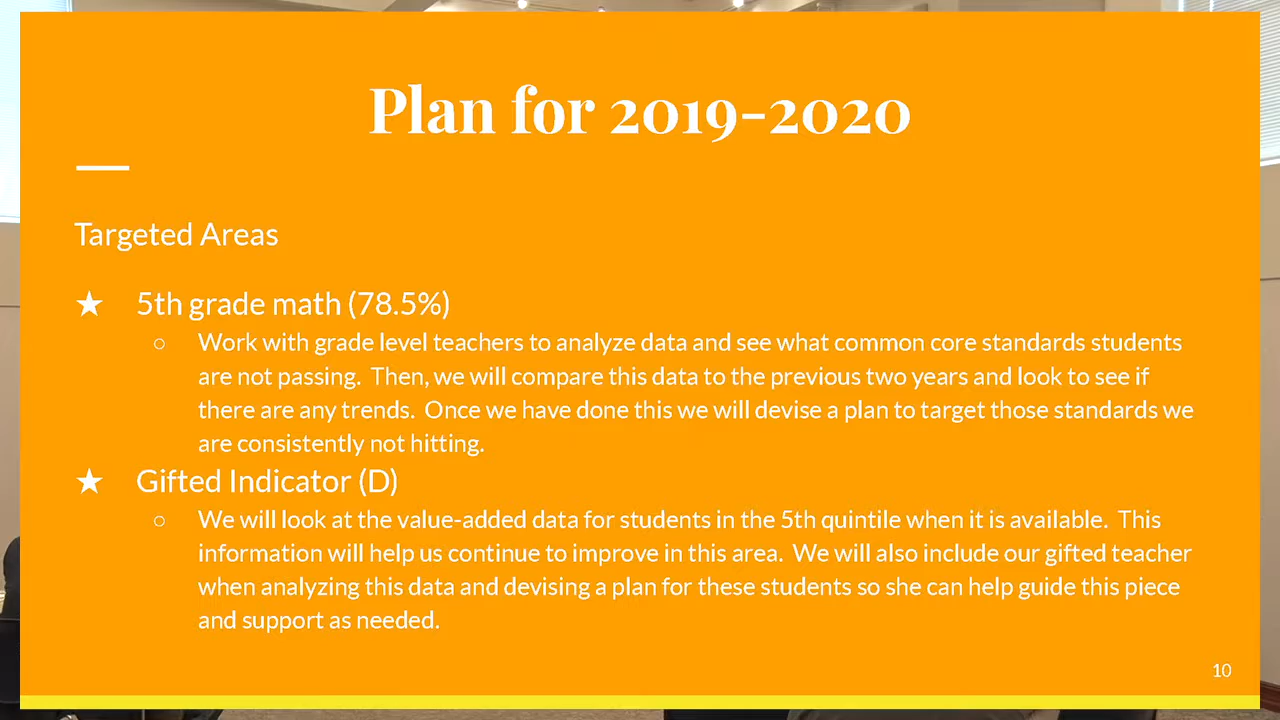 Plan for 2019-2020
Targeted Areas
★ 5th grade math (78.5%)
○ Work with grade level teachers to analyze data and see what common core standards students
are not passing.  Then, we will compare this data to the previous two years and look to see if
there are any trends.  Once we have done this we will devise a plan to target those standards we
are consistently not hitting.
★ Gifted Indicator (D)
○ We will look at the value-added data for students in the 5th quintile when it is available.  This
information will help us continue to improve in this area.  We will also include our gifted teacher
when analyzing this data and devising a plan for these students so she can help guide this piece
and support as needed.
10